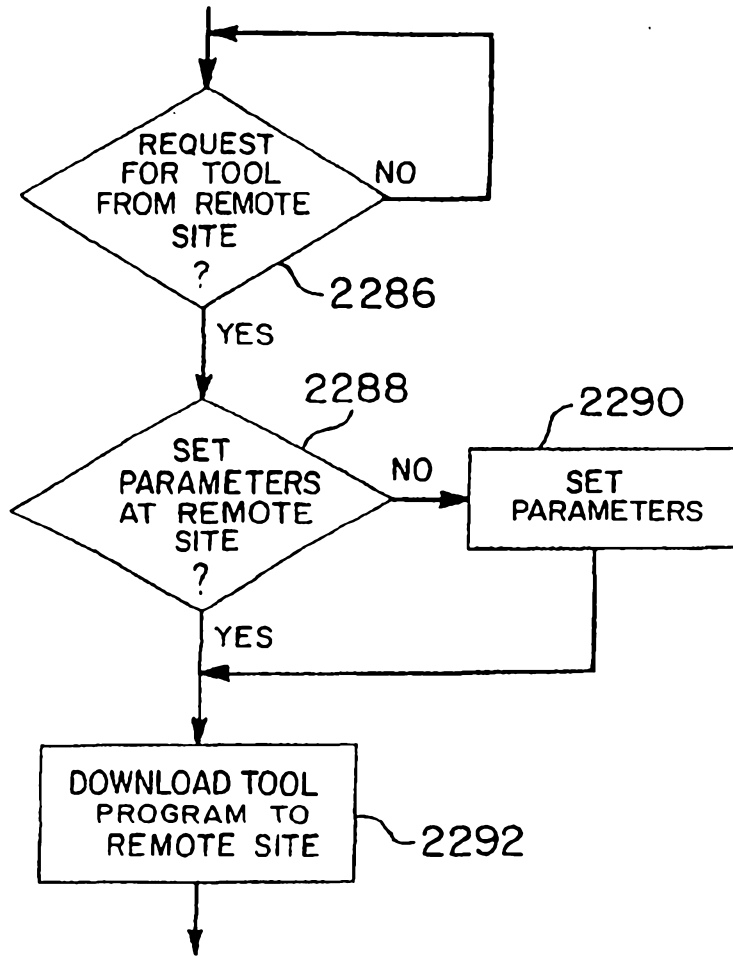 REQUEST
FOR TOOL
FROM REMOTE
SITE
?
NO
2286
YES
2288
SET
PARAMETERS
AT REMOTE
SITE
?
NO
2290
SET
PARAMETERS
YES
DOWNLOAD TOOL
PROGRAM TO
REMOTE SITE
2292